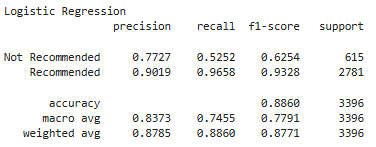 Logistic Regression
precision recall f1-score support
Not Recommended 0.7727 0.5252 0.6254 615
Recommended 0.9019 0.9658 0.9328 2781
accuracy 0.8860 3396
macro avg 0.8373 0.7455 0.7791 3396
weighted avg 0.8785 0.8860 0.8771 3396